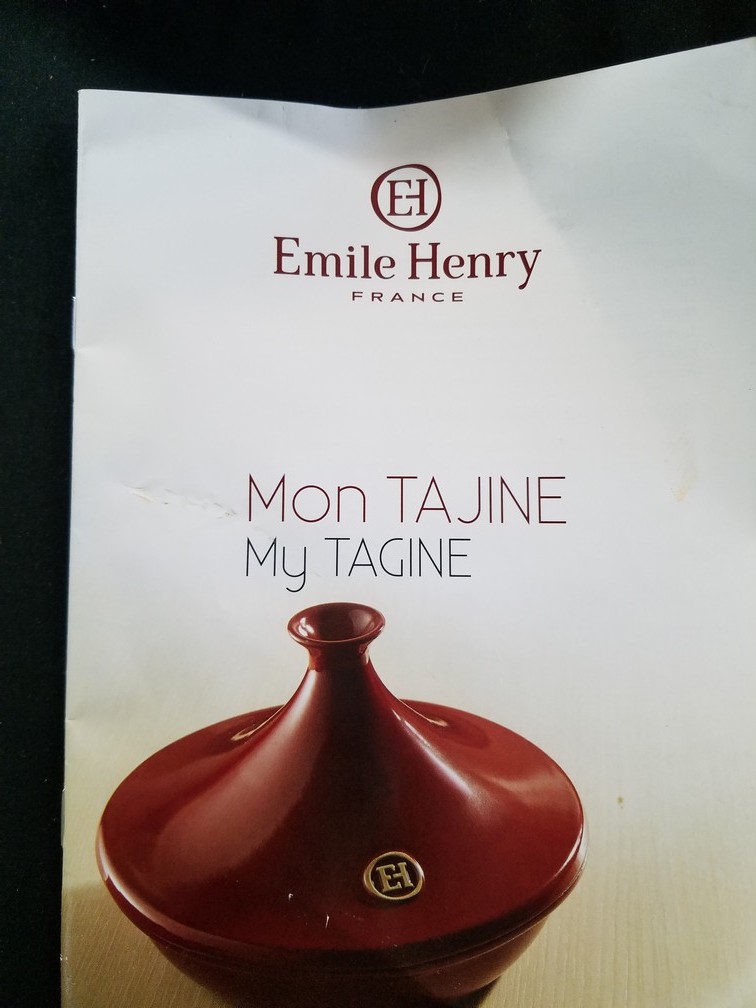 EH
Emile Henry
FRANCE
Mon TAJINE
My TAGINE
EH